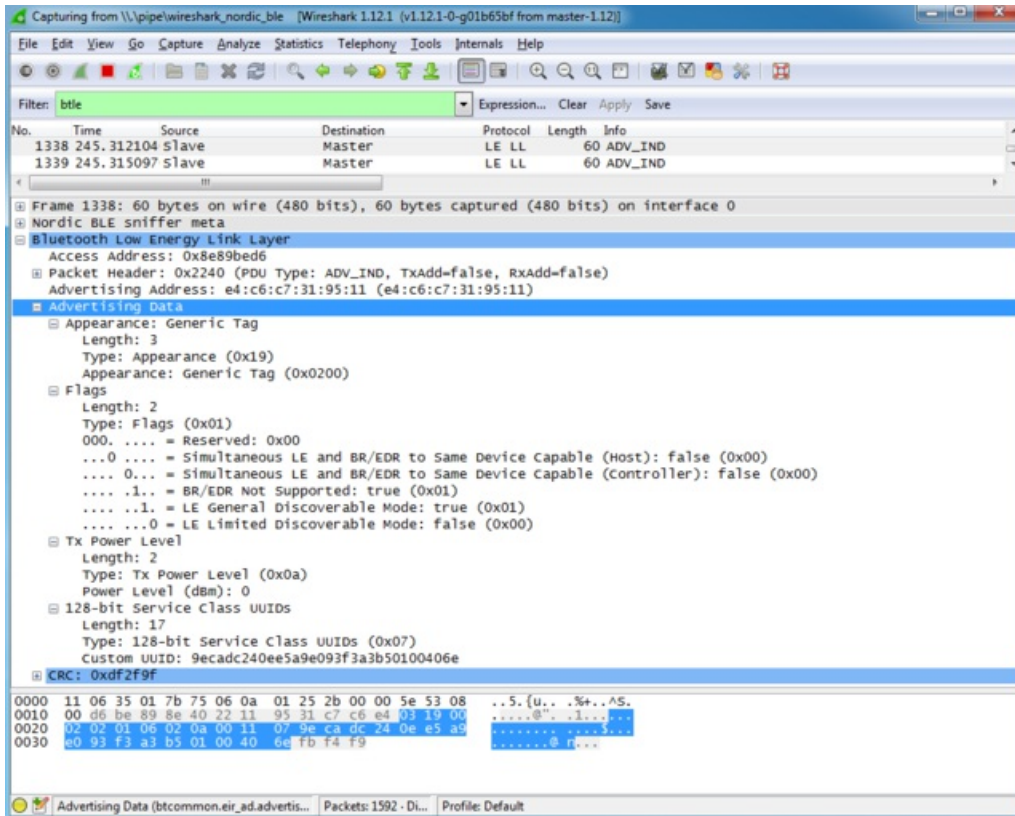 Capturing from \\.\pipe\wireshark_nordic_ble [Wireshark 1.12.1 (v1.12.1-0-g01b65bf from master-1.12)]
File Edit View Go Capture Analyze Statistics Telephony Tools Internals Help
Filter: btle Expression... Clear Apply Save
No. Time Source Destination Protocol Length Info
1338 245.312104 Slave Master LE LL 60 ADV_IND
1339 245.315097 Slave Master LE LL 60 ADV_IND
Frame 1338: 60 bytes on wire (480 bits), 60 bytes captured (480 bits) on interface 0
Nordic BLE sniffer meta
Bluetooth Low Energy Link Layer
Access Address: 0x8e89bed6
Packet Header: 0x2240 (PDU Type: ADV_IND, TxAdd=false, RxAdd=false)
Advertising Address: e4:c6:c7:31:95:11 (e4:c6:c7:31:95:11)
Advertising Data
Appearance: Generic Tag
Length: 3
Type: Appearance (0x19)
Appearance: Generic Tag (0x0200)
Flags
Length: 2
Type: Flags (0x01)
000. .... = Reserved: 0x00
...0 .... = Simultaneous LE and BR/EDR to Same Device Capable (Host): false (0x00)
.... 0... = Simultaneous LE and BR/EDR to Same Device Capable (Controller): false (0x00)
.... .1.. = BR/EDR Not Supported: true (0x01)
.... ..1. = LE General Discoverable Mode: true (0x01)
.... ...0 = LE Limited Discoverable Mode: false (0x00)
Tx Power Level
Length: 2
Type: Tx Power Level (0x0a)
Power Level (dBm): 0
128-bit Service Class UUIDs
Length: 17
Type: 128-bit Service Class UUIDs (0x07)
Custom UUID: 9ecadc240ee5a9e093f3a3b50100406e
CRC: 0xdf2f9f
0000 11 06 35 01 7b 75 06 0a 01 25 2b 00 00 5e 53 08 ..5.{u.. .%+..^S.
0010 00 d6 be 89 8e 40 22 11 95 31 c7 c6 e4 03 19 00 .....@". .1......
0020 02 02 01 06 02 0a 00 11 07 9e ca dc 24 0e e5 a9 ........ ....$...
0030 e0 93 f3 a3 b5 01 00 40 6e fb f4 f9 .......@ n...
Advertising Data (btcommon.eir_ad.advertis... Packets: 1592 · Di... Profile: Default